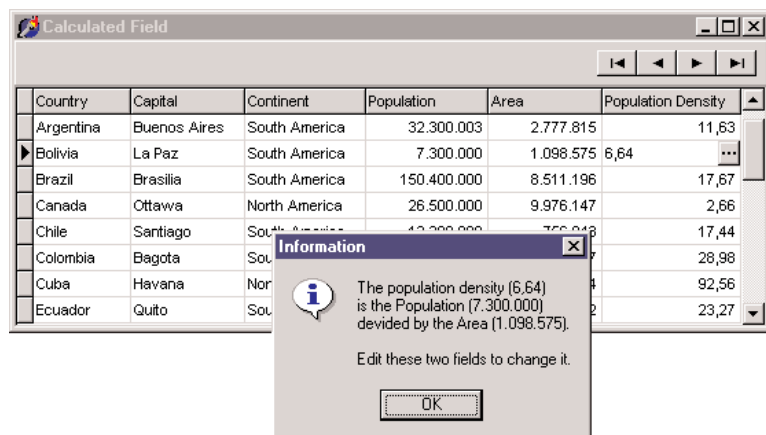 Calculated Field
Country Capital Continent Population Area Population Density
Argentina Buenos Aires South America 32.300.003 2.777.815 11,63
Bolivia La Paz South America 7.300.000 1.098.575 6,64 ...
Brazil Brasilia South America 150.400.000 8.511.196 17,67
Canada Ottawa North America 26.500.000 9.976.147 2,66
Chile Santiago 17,44
Colombia Bagota 28,98
Cuba Havana 92,56
Ecuador Quito 23,27
Information
The population density (6,64)
is the Population (7.300.000)
devided by the Area (1.098.575).
Edit these two fields to change it.
OK